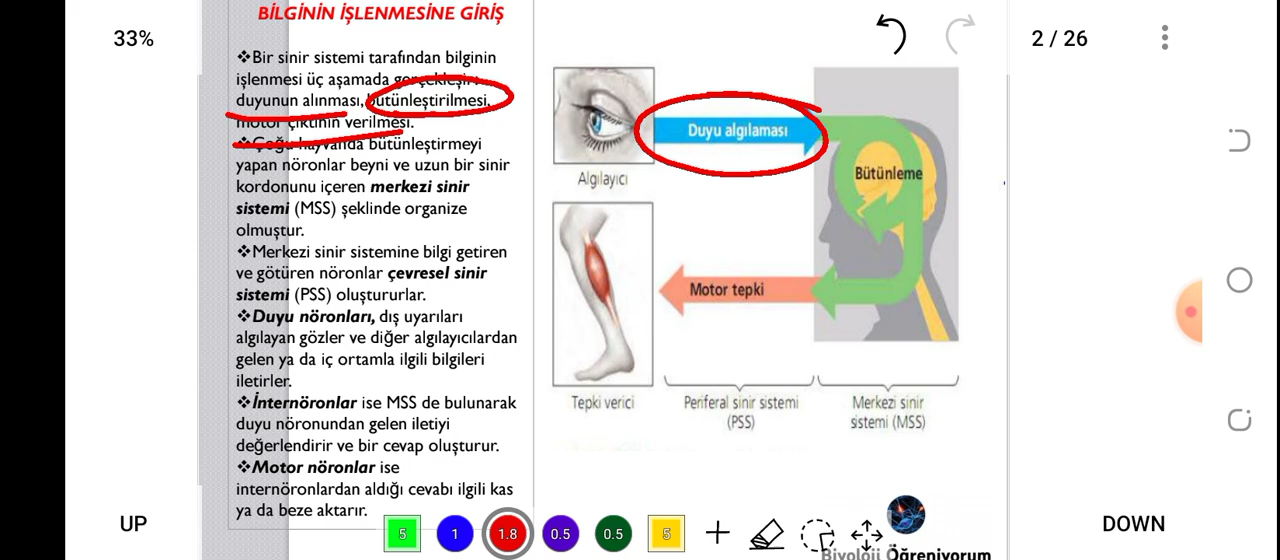 BİLGİNİN İŞLENMESİNE GİRİŞ
33%
2 / 26
❖Bir sinir sistemi tarafından bilginin
işlenmesi üç aşamada gerçekleşir:
duyunun alınması, bütünleştirilmesi,
motor çıktının verilmesi.
❖Çoğu hayvanda bütünleştirmeyi
yapan nöronlar beyni ve uzun bir sinir
kordonunu içeren merkezi sinir
sistemi (MSS) şeklinde organize
olmuştur.
❖Merkezi sinir sistemine bilgi getiren
ve götüren nöronlar çevresel sinir
sistemi (PSS) oluştururlar.
❖Duyu nöronları, dış uyarıları
algılayan gözler ve diğer algılayıcılardan
gelen ya da iç ortamla ilgili bilgileri
iletirler.
❖İnternöronlar ise MSS de bulunarak
duyu nöronundan gelen iletiyi
değerlendirir ve bir cevap oluşturur.
❖Motor nöronlar ise
internöronlardan aldığı cevabı ilgili kas
ya da beze aktarır.
Duyu algılaması
Bütünleme
Algılayıcı
Motor tepki
Tepki verici
Periferal sinir sistemi
(PSS)
Merkezi sinir
sistemi (MSS)
UP
5
1
1.8
0.5
0.5
5
DOWN
Biyoloji Öğreniyorum